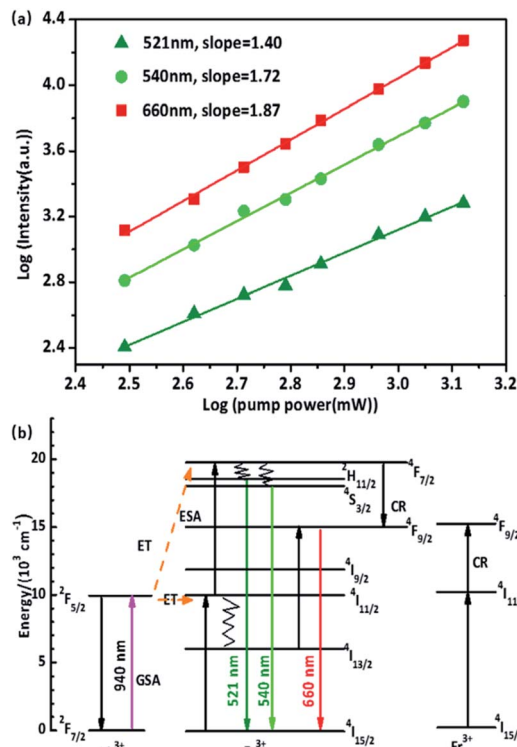 (a)
521nm, slope=1.40
540nm, slope=1.72
660nm, slope=1.87
Log (Intensity(a.u.)
4.4
4.0
3.6
3.2
2.8
2.4
2.4 2.5 2.6 2.7 2.8 2.9 3.0 3.1 3.2
Log (pump power(mW))
(b)
Energy/(10³ cm⁻¹)
20
15
10
5
0
²F₅/₂
²F₇/₂
940 nm
GSA
ET
ET
ESA
521 nm
540 nm
660 nm
²H₁₁/₂
⁴S₃/₂
⁴I₉/₂
⁴I₁₁/₂
⁴I₁₃/₂
⁴I₁₅/₂
⁴F₇/₂
CR
⁴F₉/₂
⁴F₉/₂
CR
⁴I₁₁
⁴I₁₅/